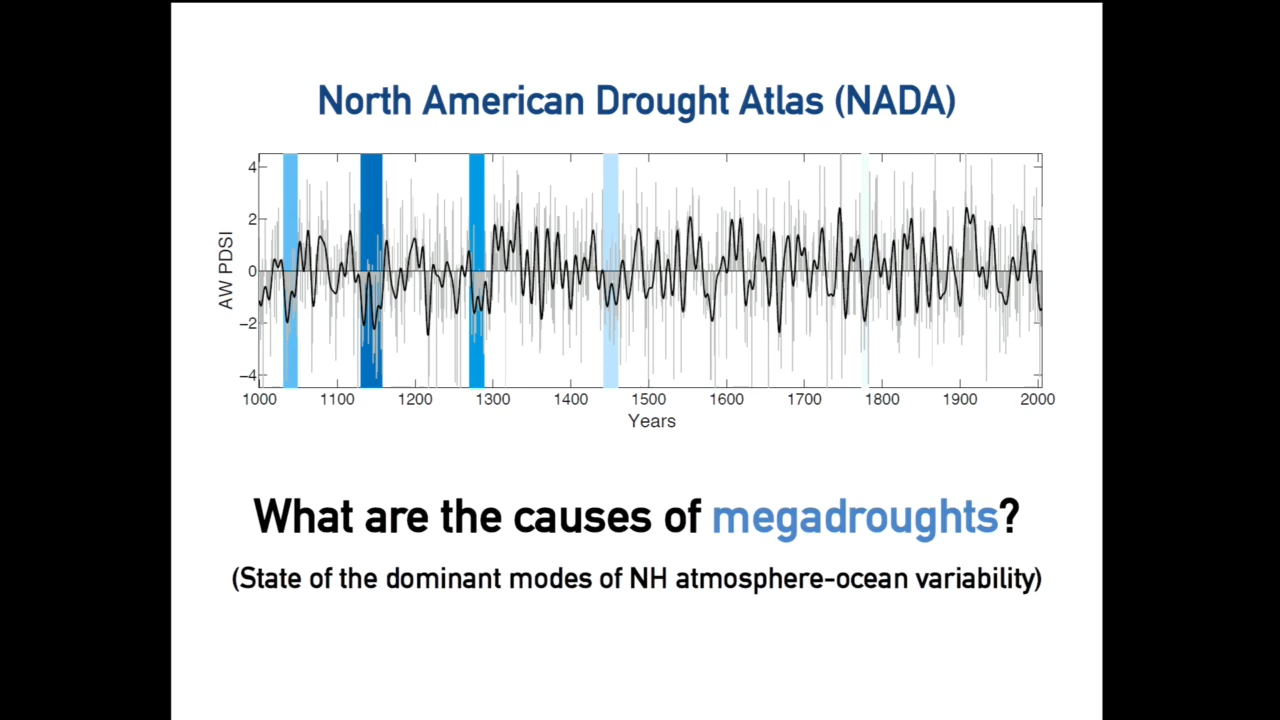 North American Drought Atlas (NADA)
4
2
0
−2
−4
AW PDSI
1000 1100 1200 1300 1400 1500 1600 1700 1800 1900 2000
Years
What are the causes of megadroughts?
(State of the dominant modes of NH atmosphere-ocean variability)